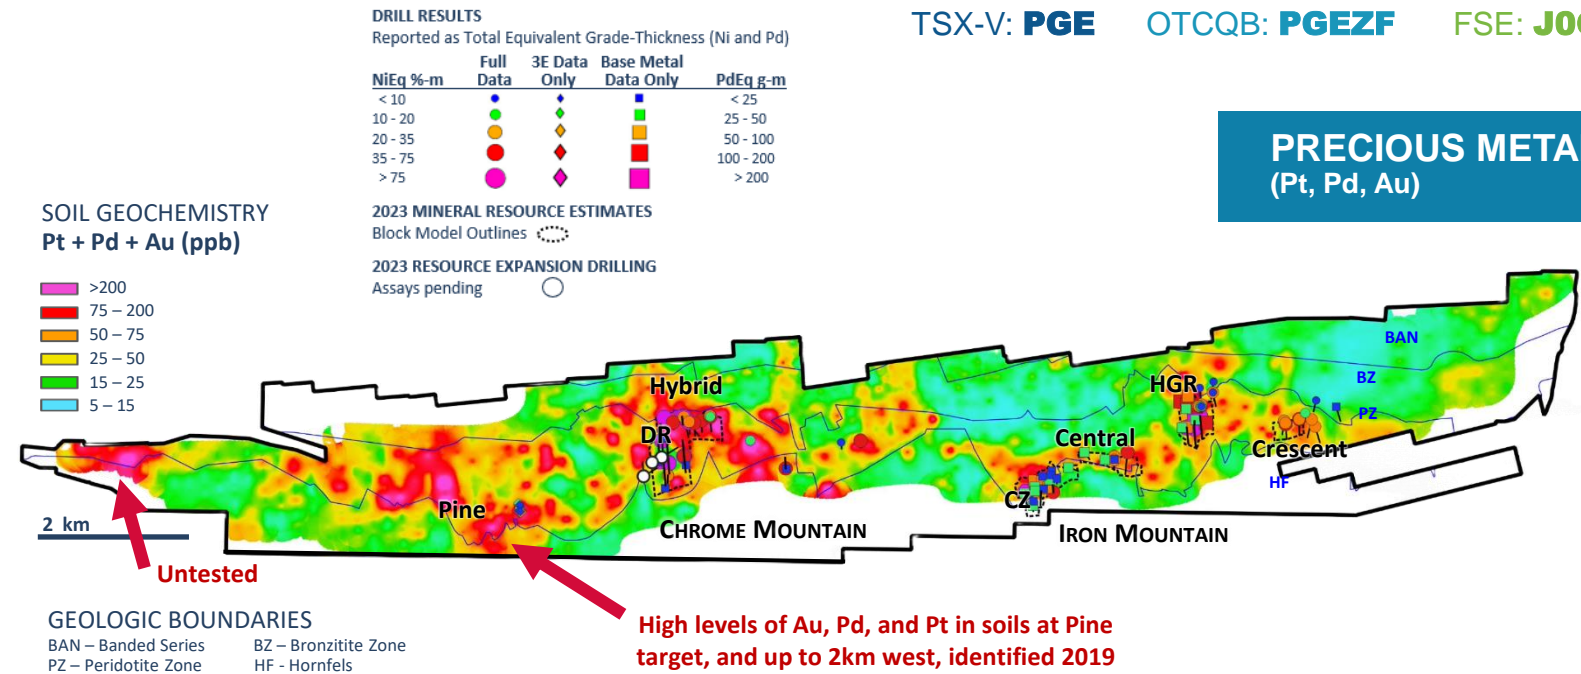 DRILL RESULTS
Reported as Total Equivalent Grade-Thickness (Ni and Pd)
Full 3E Data Base Metal
NiEq %-m Data Only Data Only PdEq g-m
< 10 < 25
10 - 20 25 - 50
20 - 35 50 - 100
35 - 75 100 - 200
> 75 > 200
2023 MINERAL RESOURCE ESTIMATES
Block Model Outlines
2023 RESOURCE EXPANSION DRILLING
Assays pending
TSX-V: PGE OTCQB: PGEZF FSE:
PRECIOUS META
(Pt, Pd, Au)
SOIL GEOCHEMISTRY
Pt + Pd + Au (ppb)
>200
75 – 200
50 – 75
25 – 50
15 – 25
5 – 15
BAN
BZ
PZ
HF
Hybrid
DR
Pine
HGR
Central
Crescent
CZ
CHROME MOUNTAIN
IRON MOUNTAIN
2 km
Untested
High levels of Au, Pd, and Pt in soils at Pine
target, and up to 2km west, identified 2019
GEOLOGIC BOUNDARIES
BAN – Banded Series BZ – Bronzitite Zone
PZ – Peridotite Zone HF - Hornfels